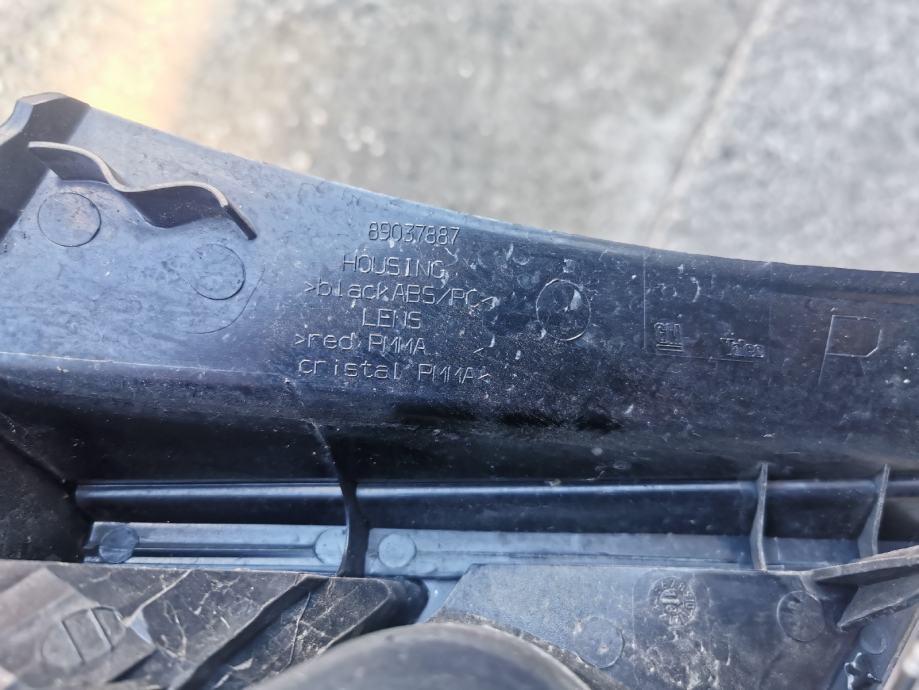 89037887
HOUSING
>blackABS/PC<
LENS
>red PMMA <
cristal PMMA<
GM
Valeo
R